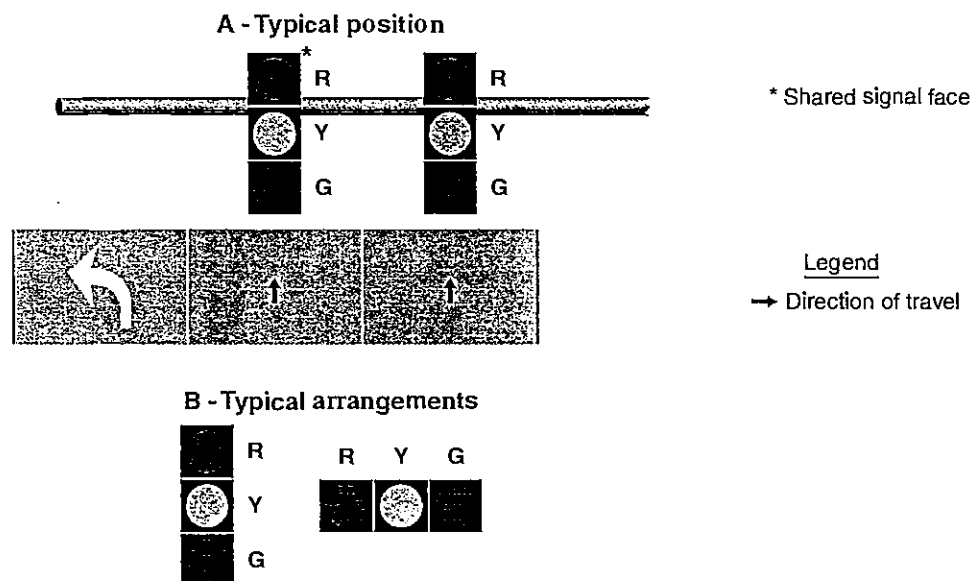 A - Typical position
*
R R
* Shared signal face
Y Y
G G
Legend
→ Direction of travel
B - Typical arrangements
R
R Y G
Y
G